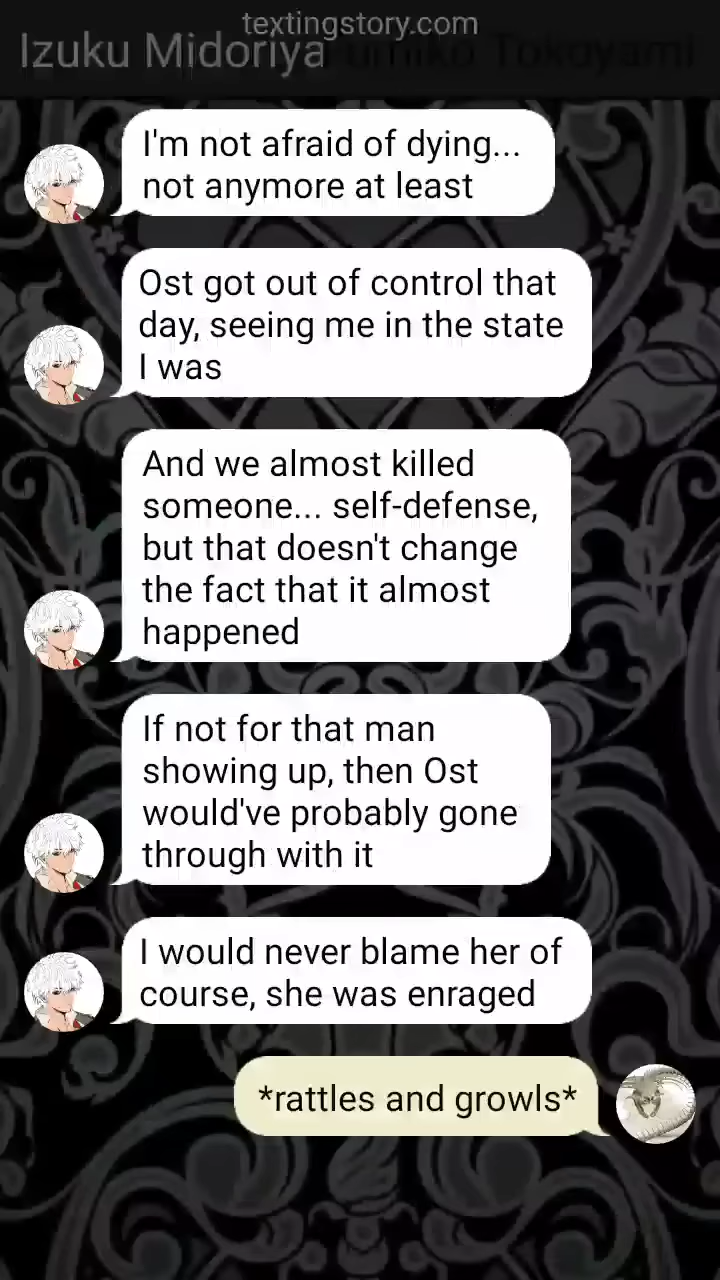 textingstory.com
Izuku Midoriya Fumiko Tokoyami
I'm not afraid of dying...
not anymore at least
Ost got out of control that
day, seeing me in the state
I was
And we almost killed
someone... self-defense,
but that doesn't change
the fact that it almost
happened
If not for that man
showing up, then Ost
would've probably gone
through with it
I would never blame her of
course, she was enraged
*rattles and growls*